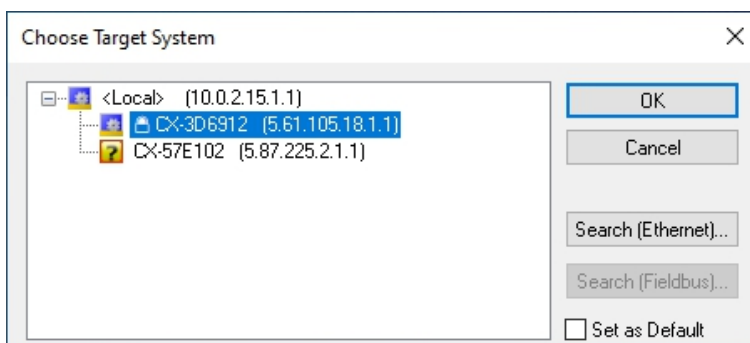 Choose Target System
<Local> (10.0.2.15.1.1)
CX-3D6912 (5.61.105.18.1.1)
CX-57E102 (5.87.225.2.1.1)
OK
Cancel
Search (Ethernet)...
Search (Fieldbus)...
Set as Default